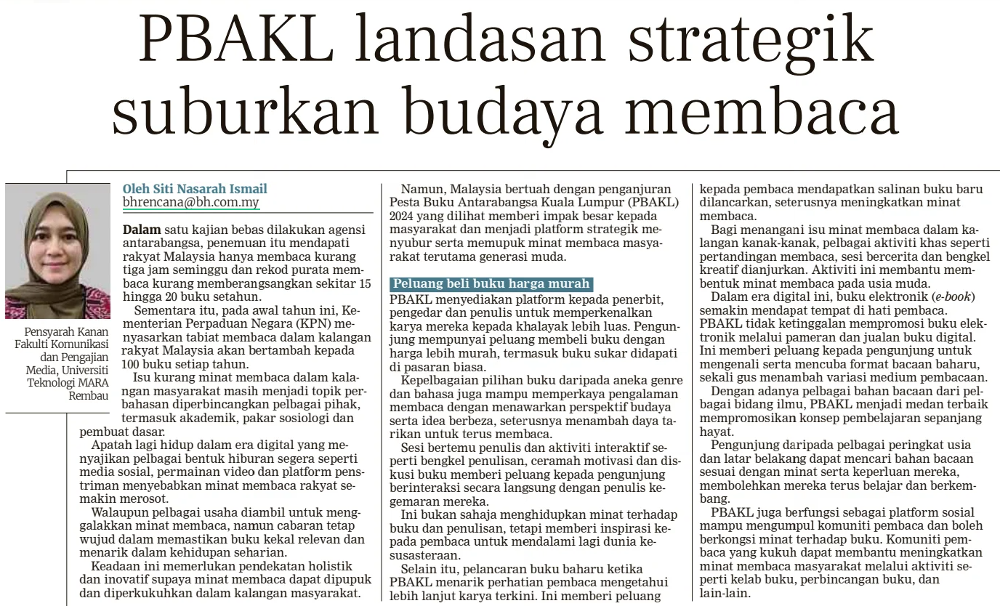 PBAKL landasan strategik
suburkan budaya membaca
Oleh Siti Nasarah Ismail
bhrencana@bh.com.my
Pensyarah Kanan
Fakulti Komunikasi
dan Pengajian
Media, Universiti
Teknologi MARA
Rembau
Dalam satu kajian bebas dilakukan agensi
antarabangsa, penemuan itu mendapati
rakyat Malaysia hanya membaca kurang
tiga jam seminggu dan rekod purata mem-
baca kurang memberangsangkan sekitar 15
hingga 20 buku setahun.
Sementara itu, pada awal tahun ini, Ke-
menterian Perpaduan Negara (KPN) me-
nyasarkan tabiat membaca dalam kalangan
rakyat Malaysia akan bertambah kepada
100 buku setiap tahun.
Isu kurang minat membaca dalam kala-
ngan masyarakat masih menjadi topik per-
bahasan diperbincangkan pelbagai pihak,
termasuk akademik, pakar sosiologi dan
pembuat dasar.
Apatah lagi hidup dalam era digital yang me-
nyajikan pelbagai bentuk hiburan segera seperti
media sosial, permainan video dan platform pens-
triman menyebabkan minat membaca rakyat se-
makin merosot.
Walaupun pelbagai usaha diambil untuk meng-
galakkan minat membaca, namun cabaran tetap
wujud dalam memastikan buku kekal relevan dan
menarik dalam kehidupan seharian.
Keadaan ini memerlukan pendekatan holistik
dan inovatif supaya minat membaca dapat dipupuk
dan diperkukuhkan dalam kalangan masyarakat.
Namun, Malaysia bertuah dengan penganjuran
Pesta Buku Antarabangsa Kuala Lumpur (PBAKL)
2024 yang dilihat memberi impak besar kepada
masyarakat dan menjadi platform strategik me-
nyubur serta memupuk minat membaca masya-
rakat terutama generasi muda.
Peluang beli buku harga murah
PBAKL menyediakan platform kepada penerbit,
pengedar dan penulis untuk memperkenalkan
karya mereka kepada khalayak lebih luas. Pengun-
jung mempunyai peluang membeli buku dengan
harga lebih murah, termasuk buku sukar didapati
di pasaran biasa.
Kepelbagaian pilihan buku daripada aneka genre
dan bahasa juga mampu memperkaya pengalaman
membaca dengan menawarkan perspektif budaya
serta idea berbeza, seterusnya menambah daya ta-
rikan untuk terus membaca.
Sesi bertemu penulis dan aktiviti interaktif se-
perti bengkel penulisan, ceramah motivasi dan dis-
kusi buku memberi peluang kepada pengunjung
berinteraksi secara langsung dengan penulis ke-
gemaran mereka.
Ini bukan sahaja menghidupkan minat terhadap
buku dan penulisan, tetapi memberi inspirasi ke-
pada pembaca untuk mendalami lagi dunia ke-
susasteraan.
Selain itu, pelancaran buku baharu ketika
PBAKL menarik perhatian pembaca mengetahui
lebih lanjut karya terkini. Ini memberi peluang
kepada pembaca mendapatkan salinan buku baru
dilancarkan, seterusnya meningkatkan minat
membaca.
Bagi menangani isu minat membaca dalam ka-
langan kanak-kanak, pelbagai aktiviti khas seperti
pertandingan membaca, sesi bercerita dan bengkel
kreatif dianjurkan. Aktiviti ini membantu mem-
bentuk minat membaca pada usia muda.
Dalam era digital ini, buku elektronik (e-book)
semakin mendapat tempat di hati pembaca.
PBAKL tidak ketinggalan mempromosi buku elek-
tronik melalui pameran dan jualan buku digital.
Ini memberi peluang kepada pengunjung untuk
mengenali serta mencuba format bacaan baharu,
sekali gus menambah variasi medium pembacaan.
Dengan adanya pelbagai bahan bacaan dari pel-
bagai bidang ilmu, PBAKL menjadi medan terbaik
mempromosikan konsep pembelajaran sepanjang
hayat.
Pengunjung daripada pelbagai peringkat usia
dan latar belakang dapat mencari bahan bacaan
sesuai dengan minat serta keperluan mereka,
membolehkan mereka terus belajar dan berkem-
bang.
PBAKL juga berfungsi sebagai platform sosial
mampu mengumpul komuniti pembaca dan boleh
berkongsi minat terhadap buku. Komuniti pem-
baca yang kukuh dapat membantu meningkatkan
minat membaca masyarakat melalui aktiviti se-
perti kelab buku, perbincangan buku, dan
lain-lain.